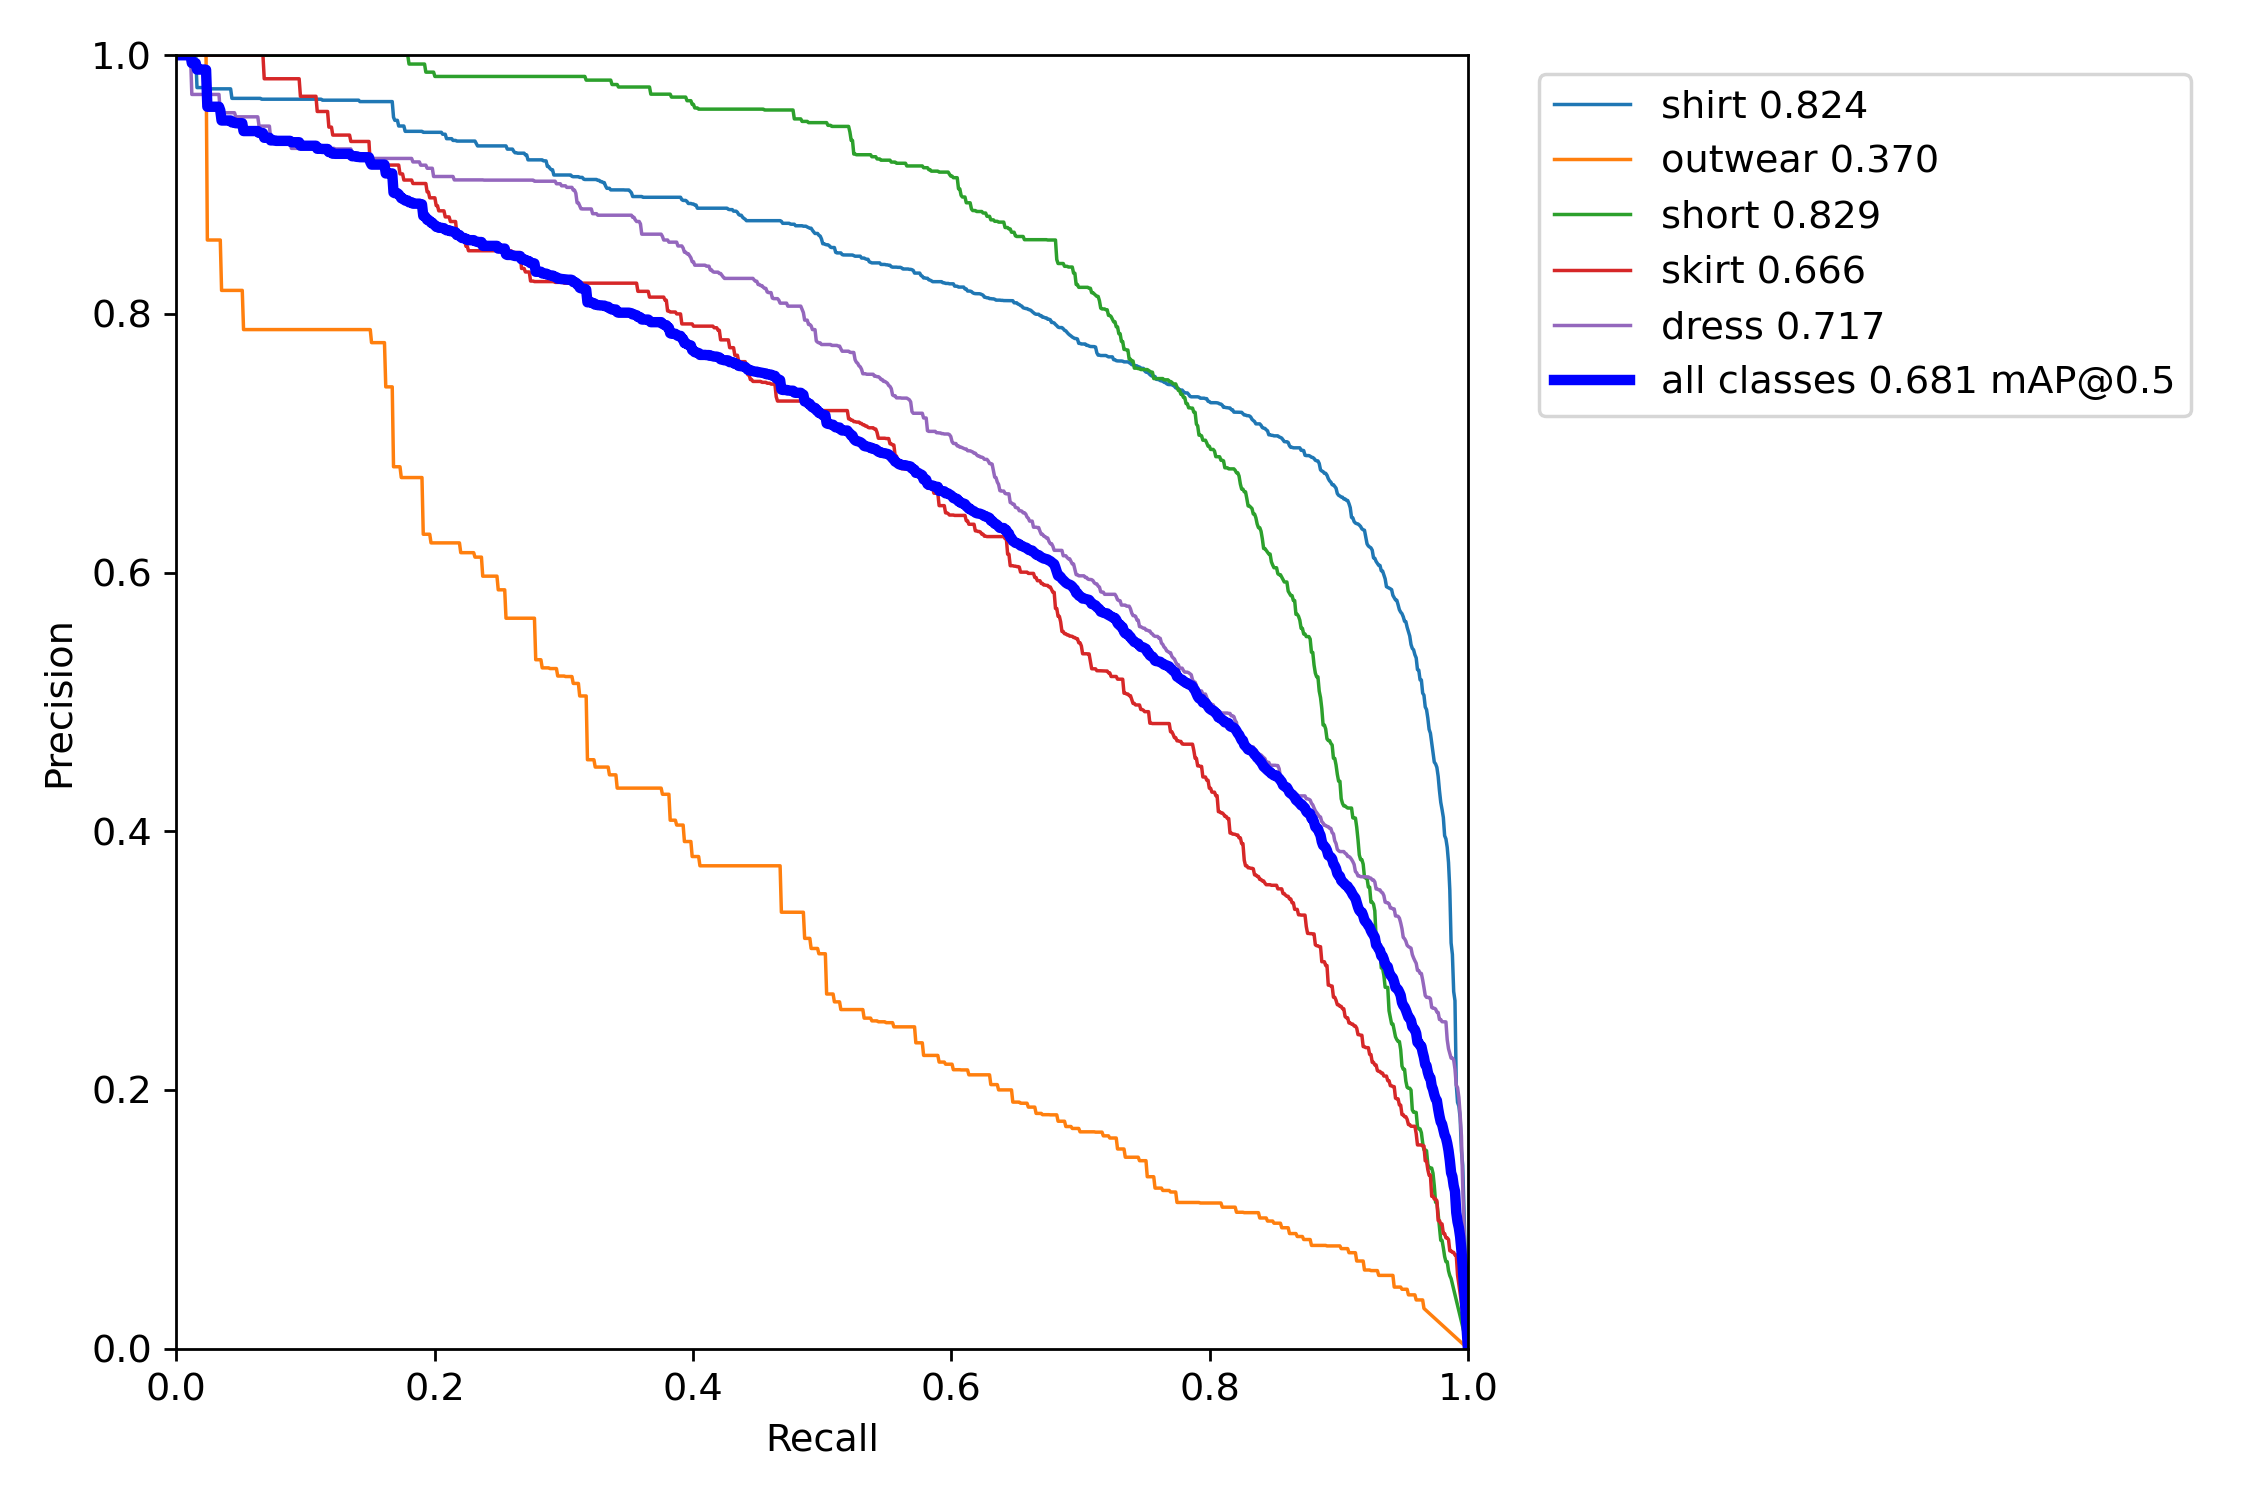 1.0
0.8
0.6
0.4
0.2
0.0
Precision
0.0 0.2 0.4 0.6 0.8 1.0
Recall
shirt 0.824
outwear 0.370
short 0.829
skirt 0.666
dress 0.717
all classes 0.681 mAP@0.5